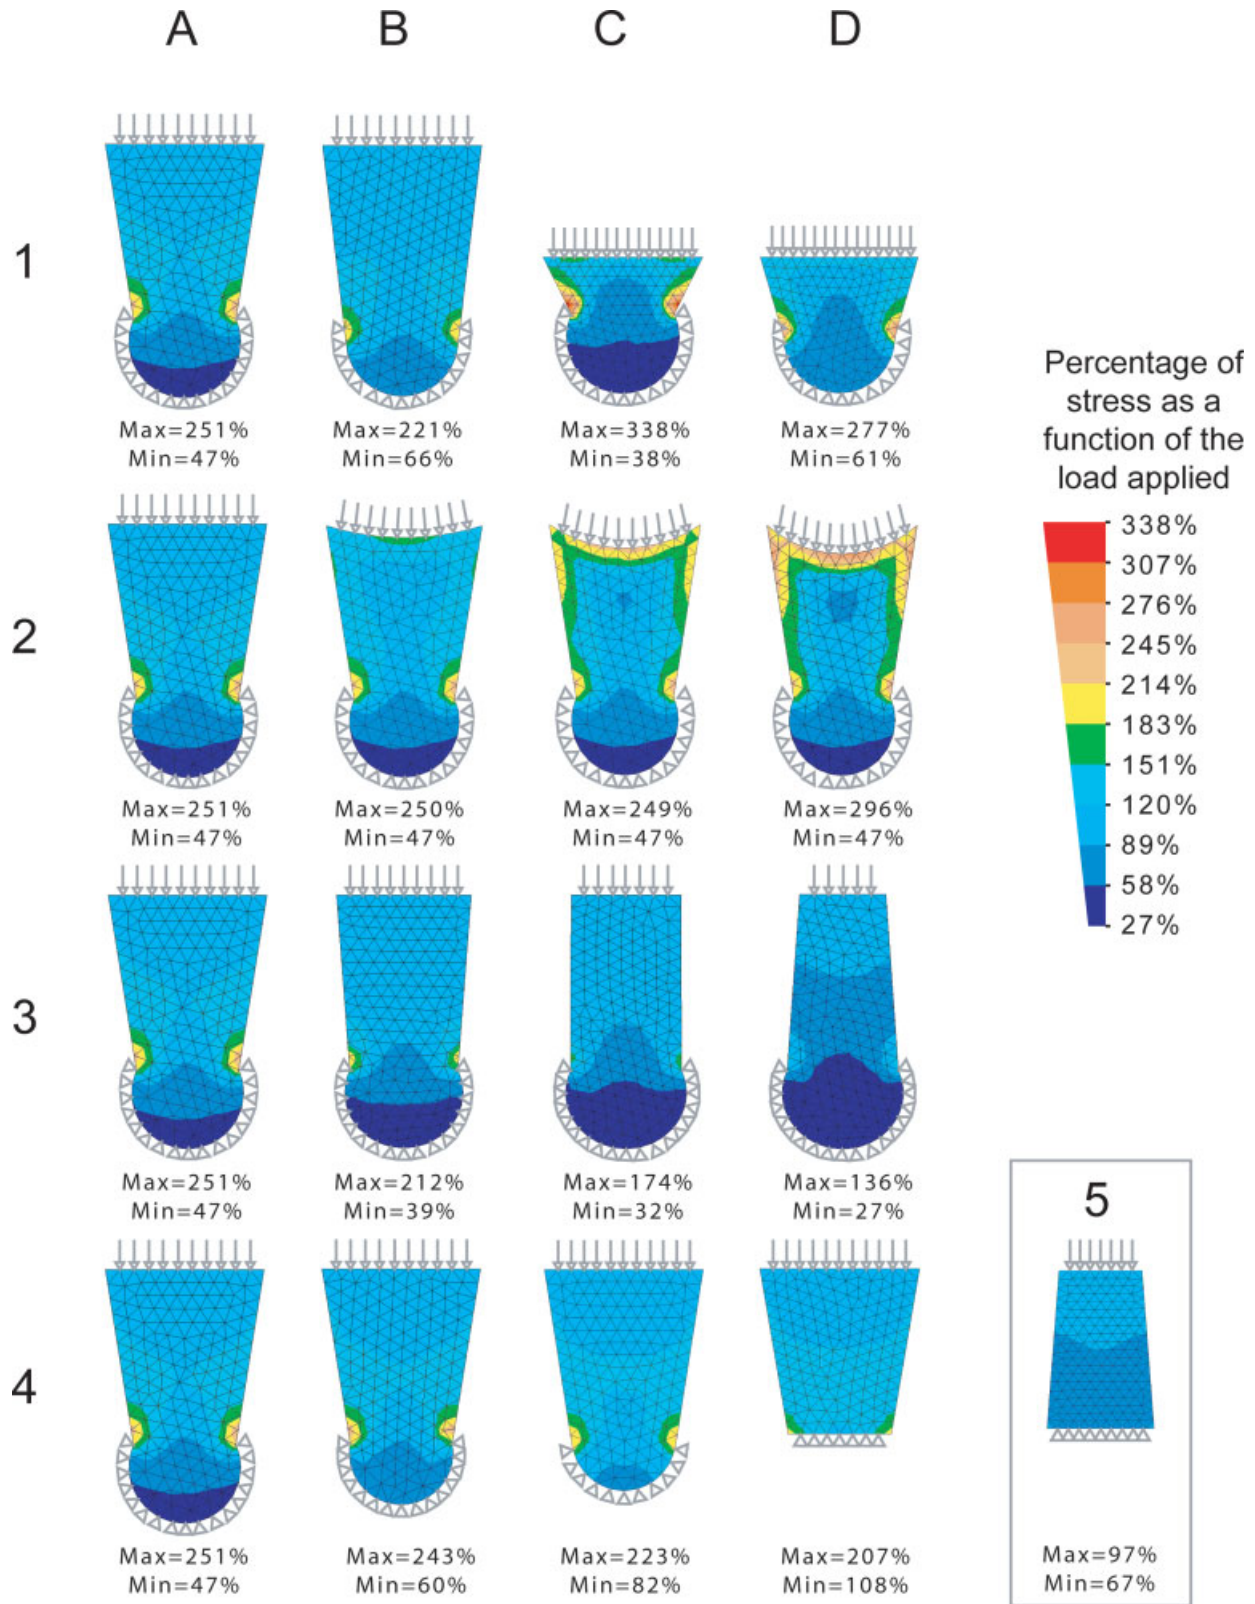 A B C D
1
Max=251% Max=221% Max=338% Max=277%
Min=47% Min=66% Min=38% Min=61%
Percentage of
stress as a
function of the
load applied
338%
307%
276%
245%
214%
183%
151%
120%
89%
58%
27%
2
Max=251% Max=250% Max=249% Max=296%
Min=47% Min=47% Min=47% Min=47%
3
Max=251% Max=212% Max=174% Max=136%
Min=47% Min=39% Min=32% Min=27%
4
Max=251% Max=243% Max=223% Max=207%
Min=47% Min=60% Min=82% Min=108%
5
Max=97%
Min=67%